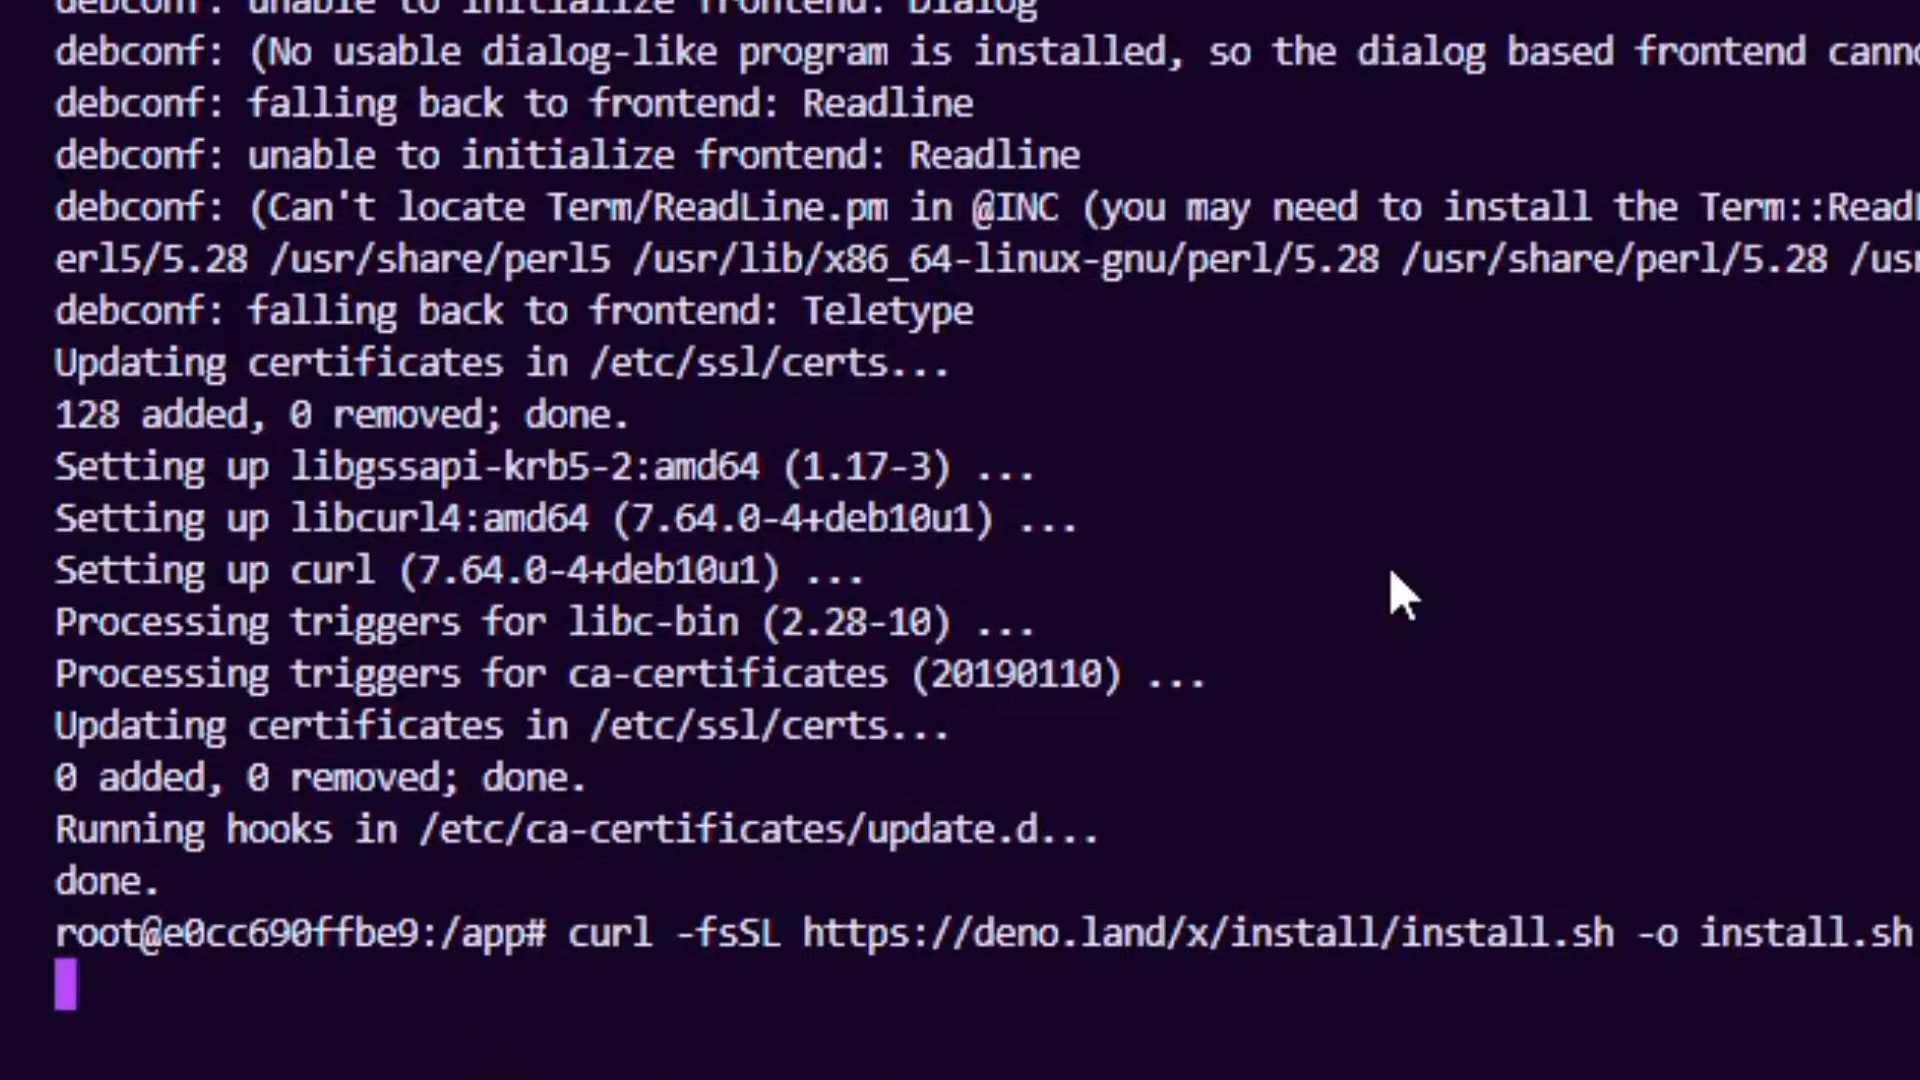 debconf: unable to initialize frontend: Dialog
debconf: (No usable dialog-like program is installed, so the dialog based frontend
debconf: falling back to frontend: Readline
debconf: unable to initialize frontend: Readline
debconf: (Can't locate Term/ReadLine.pm in @INC (you may need to install the
erl5/5.28 /usr/share/perl5 /usr/lib/x86_64-linux-gnu/perl/5.28 /usr/share/perl/5.28
debconf: falling back to frontend: Teletype
Updating certificates in /etc/ssl/certs...
128 added, 0 removed; done.
Setting up libgssapi-krb5-2:amd64 (1.17-3) ...
Setting up libcurl4:amd64 (7.64.0-4+deb10u1) ...
Setting up curl (7.64.0-4+deb10u1) ...
Processing triggers for libc-bin (2.28-10) ...
Processing triggers for ca-certificates (20190110) ...
Updating certificates in /etc/ssl/certs...
0 added, 0 removed; done.
Running hooks in /etc/ca-certificates/update.d...
done.
root@e0cc690ffbe9:/app# curl -fsSL https://deno.land/x/install/install.sh -o install.sh